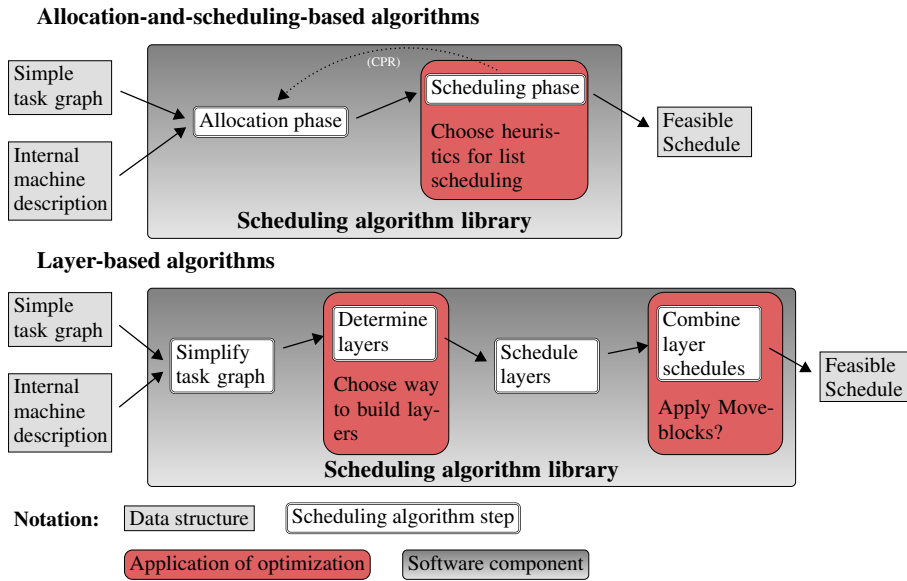 Allocation-and-scheduling-based algorithms
Simple
task graph
Internal
machine
description
Allocation phase
(CPR)
Scheduling phase
Choose heuris-
tics for list
scheduling
Feasible
Schedule
Scheduling algorithm library
Layer-based algorithms
Simple
task graph
Internal
machine
description
Simplify
task graph
Determine
layers
Choose way
to build lay-
ers
Schedule
layers
Combine
layer
schedules
Apply Move-
blocks?
Feasible
Schedule
Scheduling algorithm library
Notation:
Data structure
Scheduling algorithm step
Application of optimization
Software component